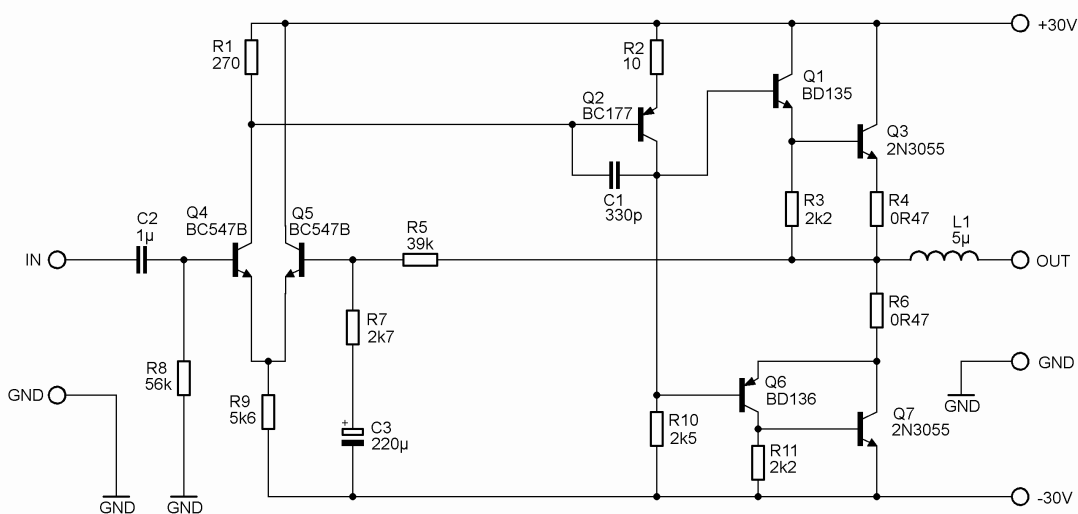 +30V
R1
270
R2
10
Q1
BD135
Q2
BC177
Q3
2N3055
C1
330p
R3
2k2
R4
0R47
C2
1µ
Q4
BC547B
Q5
BC547B
R5
39k
L1
5µ
IN
OUT
R6
0R47
R7
2k7
R8
56k
GND
Q6
BD136
GND
GND
R9
5k6
C3
220µ
+
R10
2k5
Q7
2N3055
R11
2k2
-30V
GND
GND